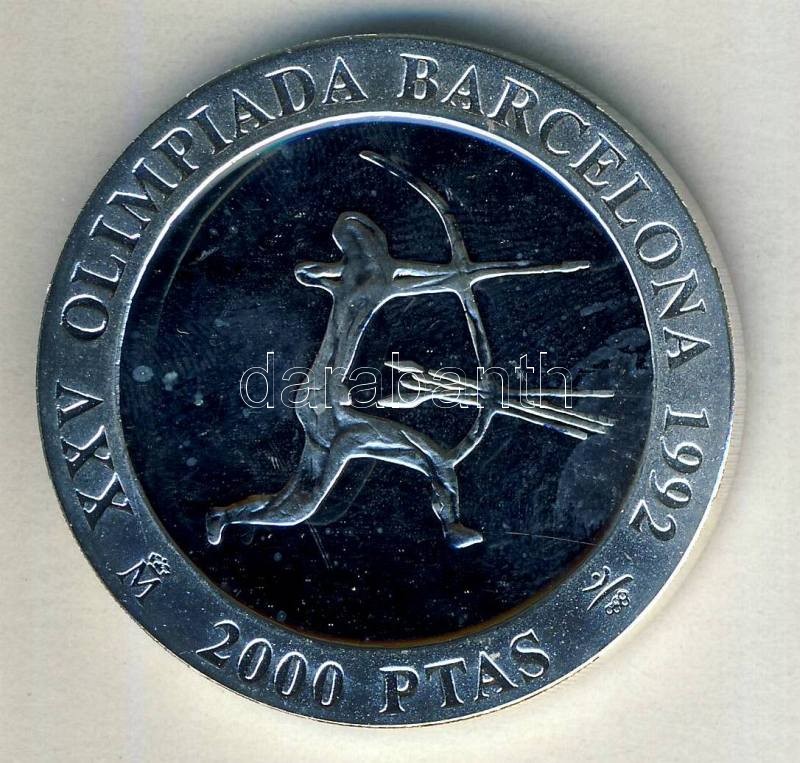 XXV OLIMPIADA BARCELONA 1992
darabanth
M
2000 PTAS